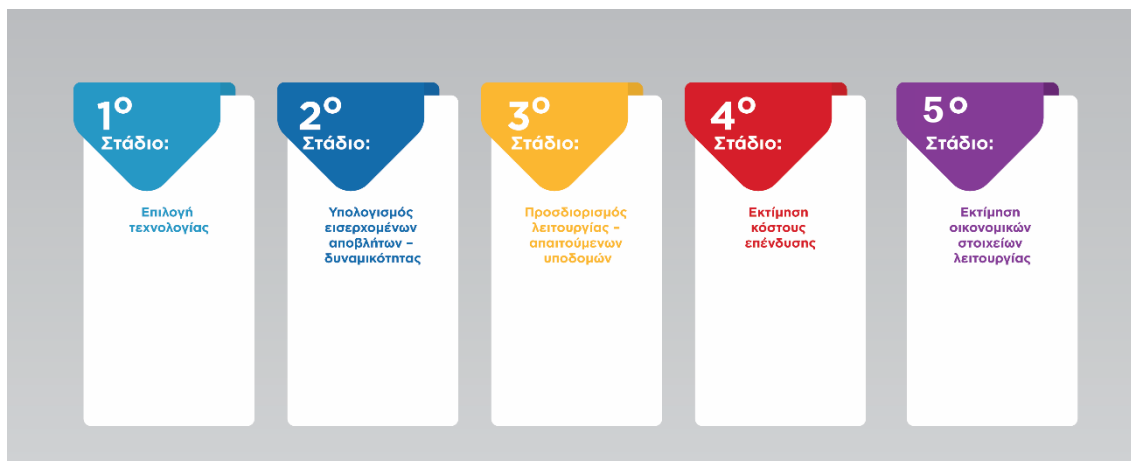 1ο
Στάδιο:
Επιλογή
τεχνολογίας
2ο
Στάδιο:
Υπολογισμός
εισερχομένων
αποβλήτων –
δυναμικότητας
3ο
Στάδιο:
Προσδιορισμός
λειτουργίας –
απαιτούμενων
υποδομών
4ο
Στάδιο:
Εκτίμηση
κόστους
επένδυσης
5ο
Στάδιο:
Εκτίμηση
οικονομικών
στοιχείων
λειτουργίας